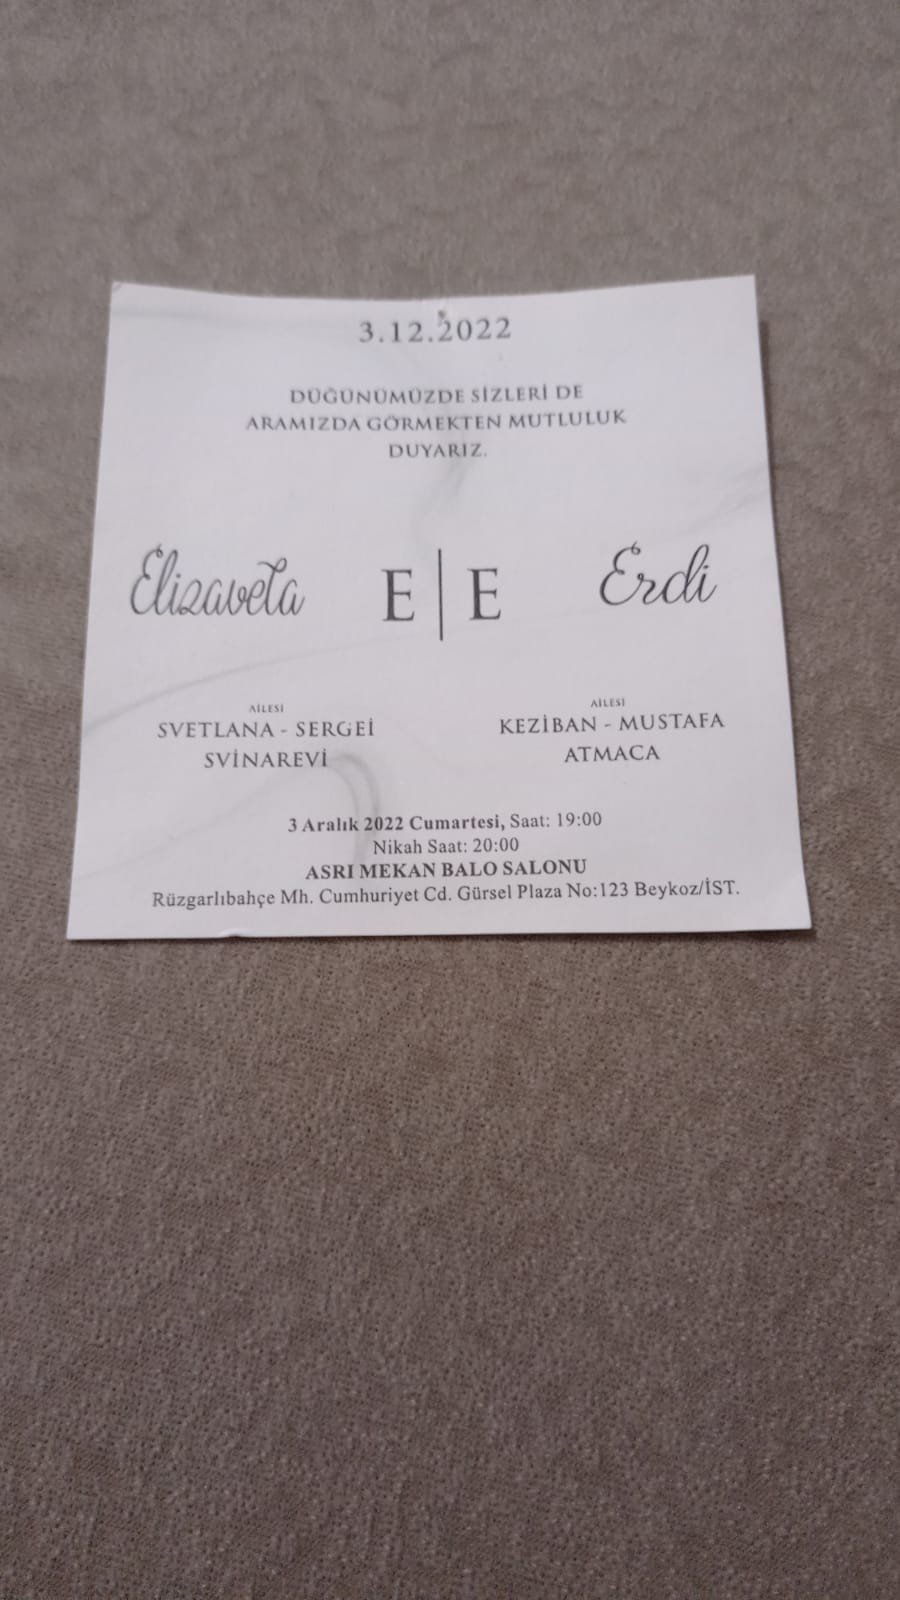 3.12.2022
DÜĞÜNÜMÜZDE SİZLERİ DE
ARAMIZDA GÖRMEKTEN MUTLULUK
DUYARIZ.
Elizaveta E | E Erdi
AİLESİ
SVETLANA - SERGEİ
SVİNAREVİ
AİLESİ
KEZİBAN - MUSTAFA
ATMACA
3 Aralık 2022 Cumartesi, Saat: 19:00
Nikah Saat: 20:00
ASRI MEKAN BALO SALONU
Rüzgarlıbahçe Mh. Cumhuriyet Cd. Gürsel Plaza No:123 Beykoz/İST.